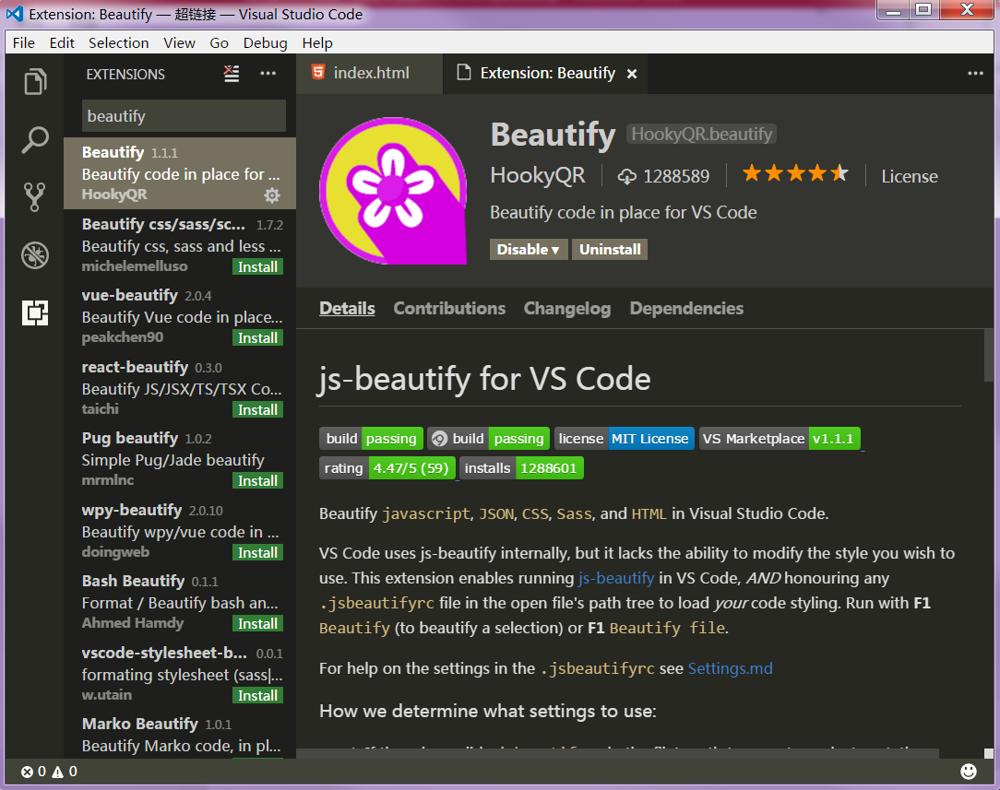 Extension: Beautify — 超链接 — Visual Studio Code
File Edit Selection View Go Debug Help
EXTENSIONS
beautify
Beautify 1.1.1
Beautify code in place for ...
HookyQR
Beautify css/sass/sc... 1.7.2
Beautify css, sass and less ...
michelemelluso Install
vue-beautify 2.0.4
Beautify Vue code in place...
peakchen90 Install
react-beautify 0.3.0
Beautify JS/JSX/TS/TSX Co...
taichi Install
Pug beautify 1.0.2
Simple Pug/Jade beautify
mrmlnc Install
wpy-beautify 2.0.10
Beautify wpy/vue code in ...
doingweb Install
Bash Beautify 0.1.1
Format / Beautify bash an...
Ahmed Hamdy Install
vscode-stylesheet-b... 0.0.1
formating stylesheet (sass|...
w.utain Install
Marko Beautify 1.0.1
Beautify Marko code, in pl...
index.html Extension: Beautify
Beautify HookyQR.beautify
HookyQR 1288589 License
Beautify code in place for VS Code
Disable Uninstall
Details Contributions Changelog Dependencies
js-beautify for VS Code
build passing build passing license MIT License VS Marketplace v1.1.1
rating 4.47/5 (59) installs 1288601
Beautify javascript, JSON, CSS, Sass, and HTML in Visual Studio Code.
VS Code uses js-beautify internally, but it lacks the ability to modify the style you wish to
use. This extension enables running js-beautify in VS Code, AND honouring any
.jsbeautifyrc file in the open file's path tree to load your code styling. Run with F1
Beautify (to beautify a selection) or F1 Beautify file.
For help on the settings in the .jsbeautifyrc see Settings.md
How we determine what settings to use:
0 0